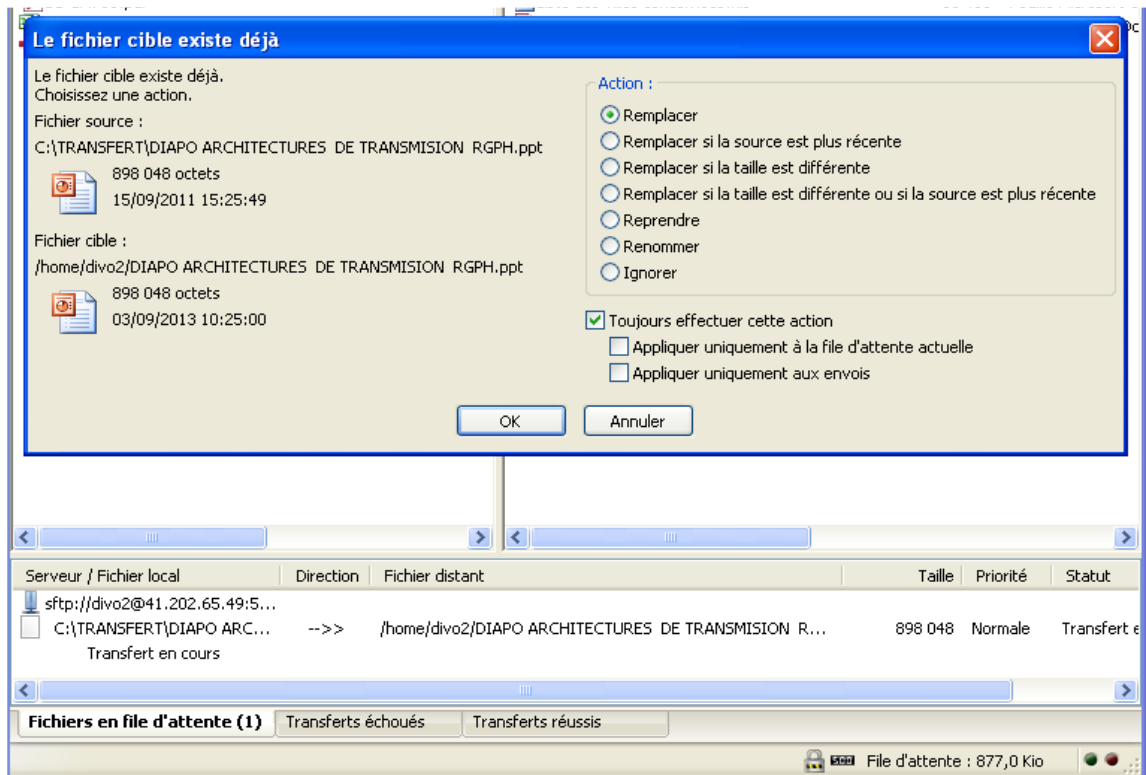 Le fichier cible existe déjà
Le fichier cible existe déjà.
Choisissez une action.
Fichier source :
C:\TRANSFERT\DIAPO ARCHITECTURES DE TRANSMISION RGPH.ppt
898 048 octets
15/09/2011 15:25:49
Fichier cible :
/home/divo2/DIAPO ARCHITECTURES DE TRANSMISION RGPH.ppt
898 048 octets
03/09/2013 10:25:00
Action :
Remplacer
Remplacer si la source est plus récente
Remplacer si la taille est différente
Remplacer si la taille est différente ou si la source est plus récente
Reprendre
Renommer
Ignorer
Toujours effectuer cette action
Appliquer uniquement à la file d'attente actuelle
Appliquer uniquement aux envois
OK Annuler
Serveur / Fichier local Direction Fichier distant Taille Priorité Statut
sftp://divo2@41.202.65.49:5...
C:\TRANSFERT\DIAPO ARC... -->> /home/divo2/DIAPO ARCHITECTURES DE TRANSMISION R... 898 048 Normale Transfert e
Transfert en cours
Fichiers en file d'attente (1) Transferts échoués Transferts réussis
File d'attente : 877,0 Kio